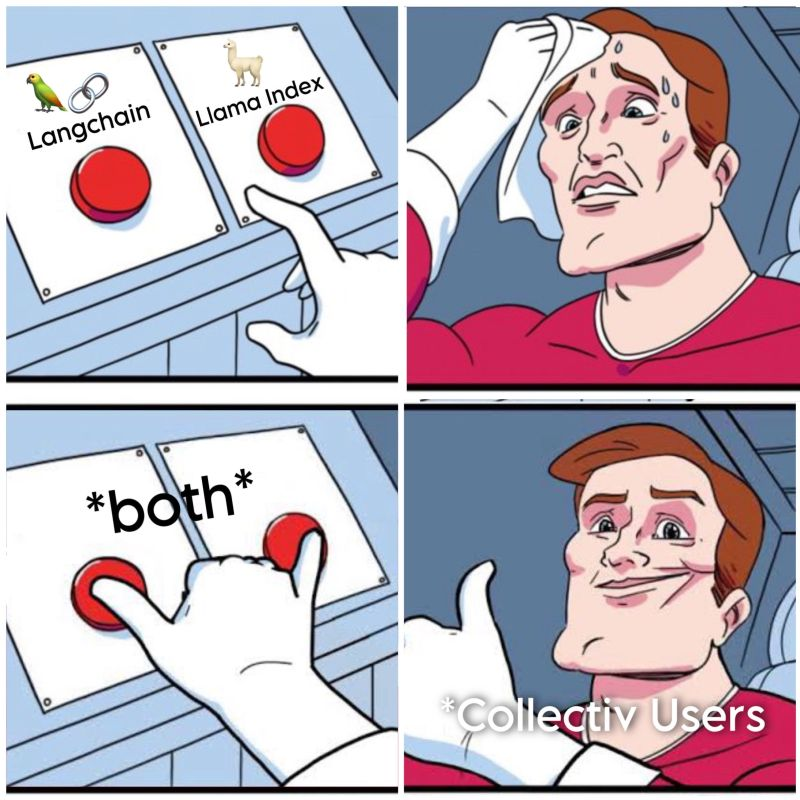 Langchain
Llama Index
*both*
*Collectiv Users